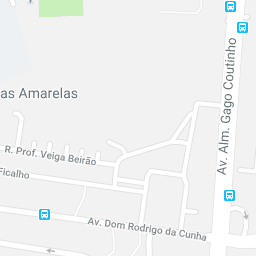 as Amarelas
Av. Alm. Gago Coutinho
R. Prof. Veiga Beirão
Ficalho
Av. Dom Rodrigo da Cunha